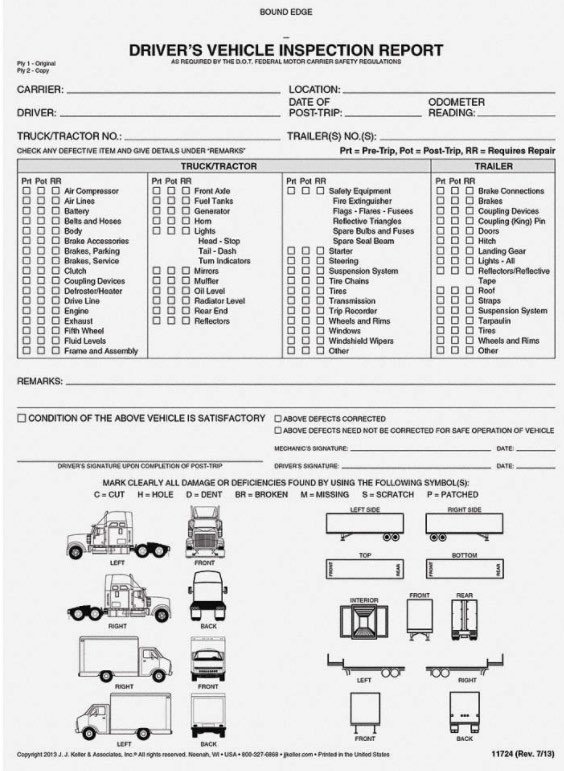 BOUND EDGE
DRIVER'S VEHICLE INSPECTION REPORT
AS REQUIRED BY THE D.O.T. FEDERAL MOTOR CARRIER SAFETY REGULATIONS
Ply 1 - Original
Ply 2 - Copy
CARRIER: LOCATION:
DRIVER: DATE OF POST-TRIP: ODOMETER READING:
TRUCK/TRACTOR NO.: TRAILER(S) NO.(S):
CHECK ANY DEFECTIVE ITEM AND GIVE DETAILS UNDER "REMARKS" Prt = Pre-Trip, Pot = Post-Trip, RR = Requires Repair
TRUCK/TRACTOR
Prt Pot RR
Air Compressor
Air Lines
Battery
Belts and Hoses
Body
Brake Accessories
Brakes, Parking
Brakes, Service
Clutch
Coupling Devices
Defroster/Heater
Drive Line
Engine
Exhaust
Fifth Wheel
Fluid Levels
Frame and Assembly
Prt Pot RR
Front Axle
Fuel Tanks
Generator
Horn
Lights
Head - Stop
Tail - Dash
Turn Indicators
Mirrors
Muffler
Oil Level
Radiator Level
Rear End
Reflectors
Prt Pot RR
Safety Equipment
Fire Extinguisher
Flags - Flares - Fusees
Reflective Triangles
Spare Bulbs and Fuses
Spare Seal Beam
Starter
Steering
Suspension System
Tire Chains
Tires
Transmission
Trip Recorder
Wheels and Rims
Windows
Windshield Wipers
Other
TRAILER
Prt Pot RR
Brake Connections
Brakes
Coupling Devices
Coupling (King) Pin
Doors
Hitch
Landing Gear
Lights - All
Reflectors/Reflective
Tape
Roof
Straps
Suspension System
Tarpaulin
Tires
Wheels and Rims
Other
REMARKS:
CONDITION OF THE ABOVE VEHICLE IS SATISFACTORY
ABOVE DEFECTS CORRECTED
ABOVE DEFECTS NEED NOT BE CORRECTED FOR SAFE OPERATION OF VEHICLE
MECHANIC'S SIGNATURE: DATE:
DRIVER'S SIGNATURE UPON COMPLETION OF POST-TRIP
DRIVER'S SIGNATURE: DATE:
MARK CLEARLY ALL DAMAGE OR DEFICIENCIES FOUND BY USING THE FOLLOWING SYMBOL(S):
C = CUT H = HOLE D = DENT BR = BROKEN M = MISSING S = SCRATCH P = PATCHED
LEFT SIDE RIGHT SIDE
LEFT FRONT
TOP BOTTOM
FRONT REAR FRONT REAR
INTERIOR FRONT REAR
RIGHT BACK
LEFT RIGHT
RIGHT FRONT
LEFT BACK
FRONT BACK
Copyright 2013 J. J. Keller & Associates, Inc.® All rights reserved. Neenah, WI • USA • 800-327-6868 • jjkeller.com • Printed in the United States
11724 (Rev. 7/13)